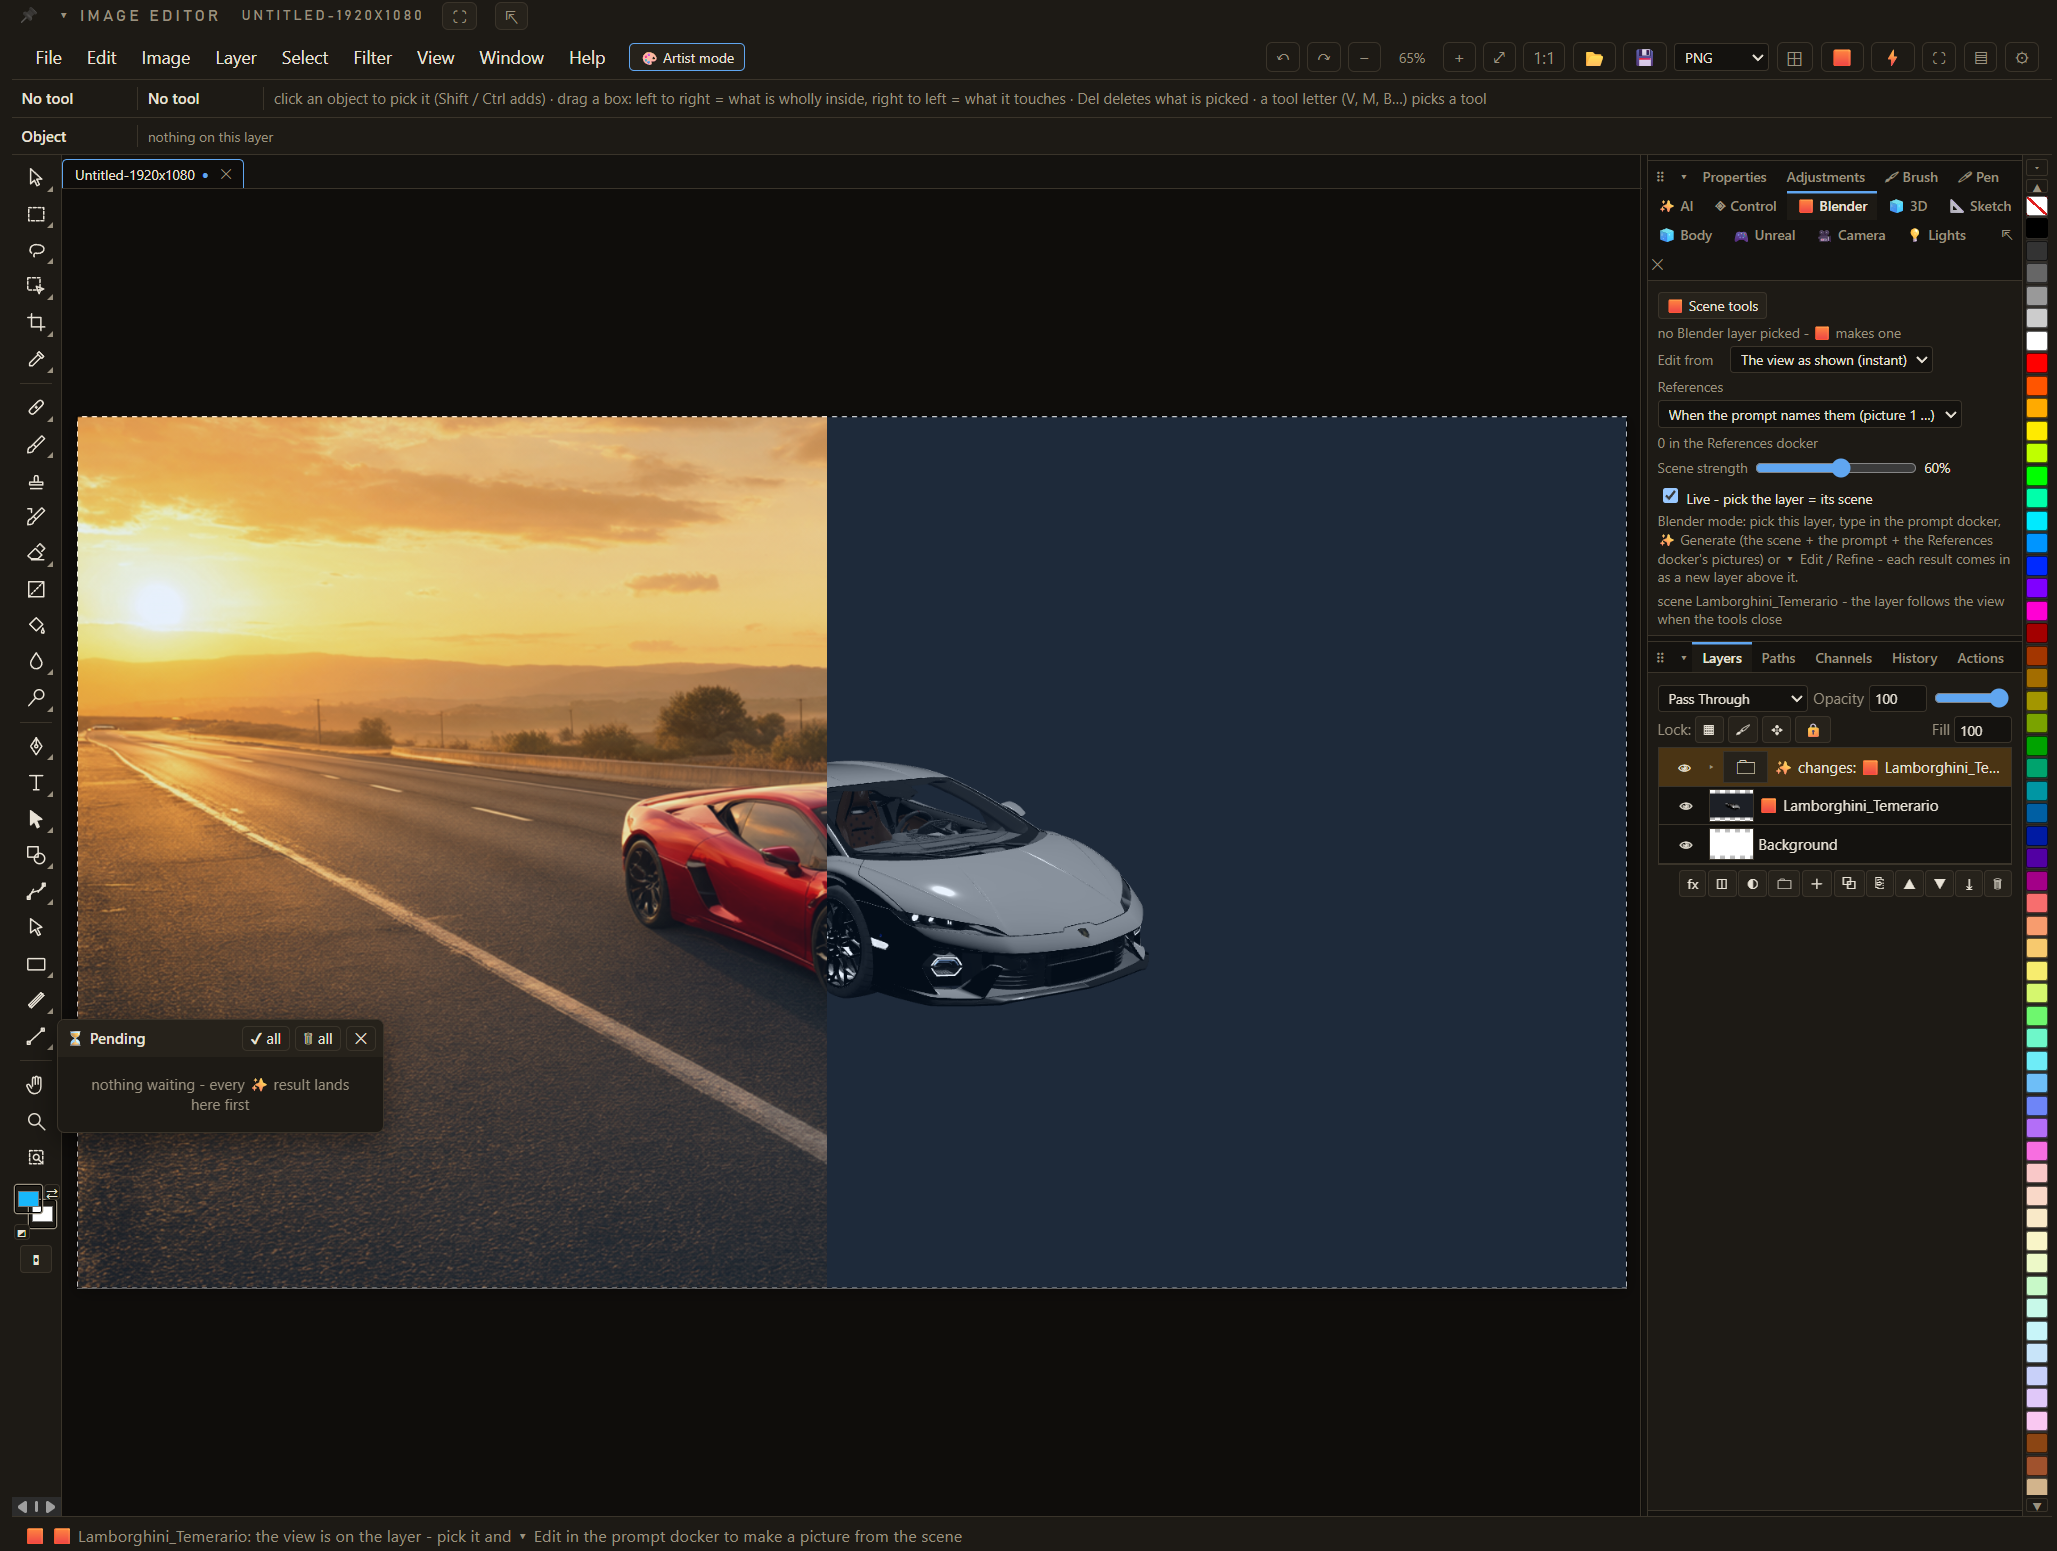 IMAGE EDITOR UNTITLED-1920X1080
File Edit Image Layer Select Filter View Window Help Artist mode 65% 1:1 PNG
No tool No tool click an object to pick it (Shift / Ctrl adds) · drag a box: left to right = what is wholly inside, right to left = what it touches · Del deletes what is picked · a tool letter (V, M, B...) picks a tool
Object nothing on this layer
Untitled-1920x1080
Properties Adjustments Brush Pen
AI Control Blender 3D Sketch
Body Unreal Camera Lights
Scene tools
no Blender layer picked - makes one
Edit from The view as shown (instant)
References
When the prompt names them (picture 1 ...)
0 in the References docker
Scene strength 60%
Live - pick the layer = its scene
Blender mode: pick this layer, type in the prompt docker,
Generate (the scene + the prompt + the References
docker's pictures) or ▾ Edit / Refine - each result comes in
as a new layer above it.
scene Lamborghini_Temerario - the layer follows the view
when the tools close
Layers Paths Channels History Actions
Pass Through Opacity 100
Lock: Fill 100
changes: Lamborghini_Te...
Lamborghini_Temerario
Background
fx
Pending ✓ all all
nothing waiting - every ✨ result lands
here first
Lamborghini_Temerario: the view is on the layer - pick it and ▾ Edit in the prompt docker to make a picture from the scene